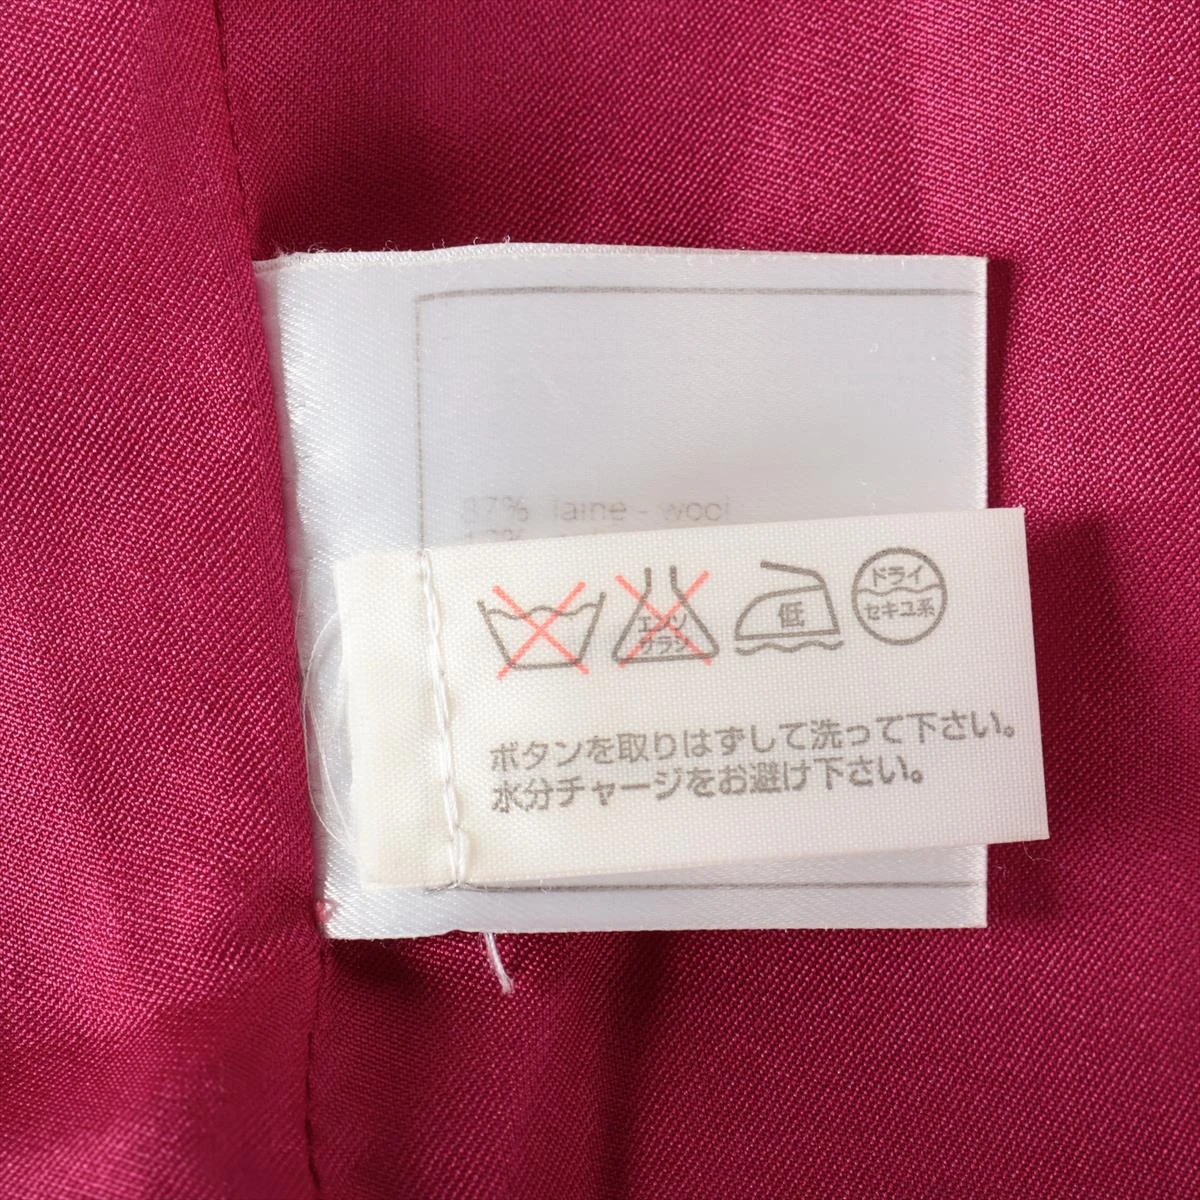 87% laine - wool
エンソ
サラシ
低
ドライ
セキユ系
ボタンを取りはずして洗って下さい。
水分チャージをお避け下さい。